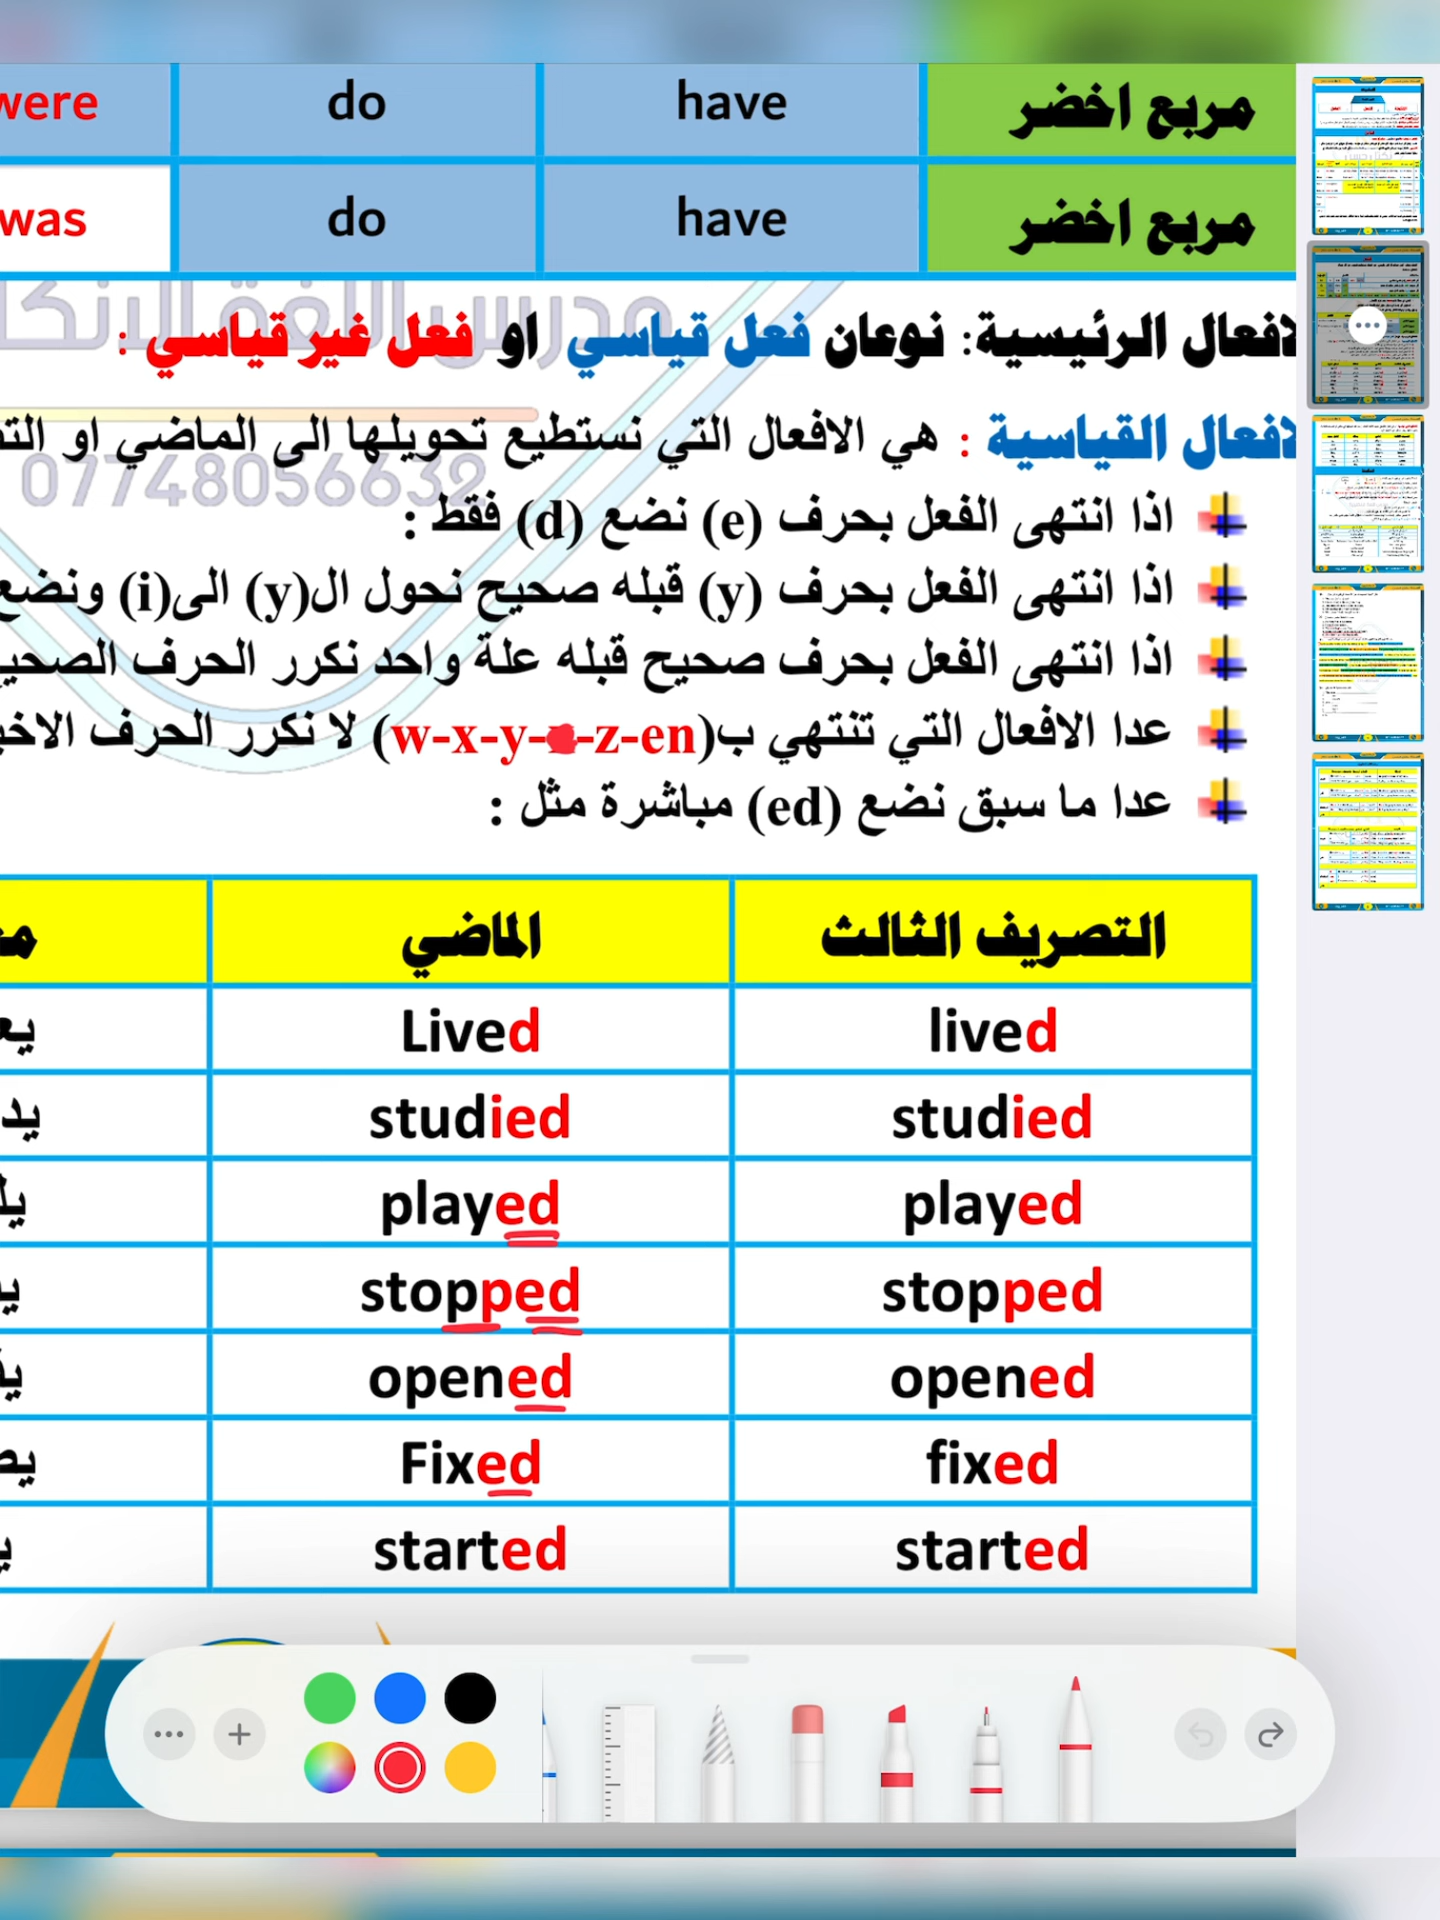 were do have مربع اخضر
was do have مربع اخضر
لافعال الرئيسية: نوعان فعل قياسي او فعل غير قياسي :
لافعال القياسية : هي الافعال التي نستطيع تحويلها الى الماضي او
07748056632
اذا انتهى الفعل بحرف (e) نضع (d) فقط :
اذا انتهى الفعل بحرف (y) قبله صحيح نحول ال(y) الى(i) ونضع
اذا انتهى الفعل بحرف صحيح قبله علة واحد نكرر الحرف
عدا الافعال التي تنتهي ب(w-x-y- -z-en) لا نكرر الحرف
عدا ما سبق نضع (ed) مباشرة مثل :
الماضي التصريف الثالث
Lived lived
studied studied
played played
stopped stopped
opened opened
Fixed fixed
started started